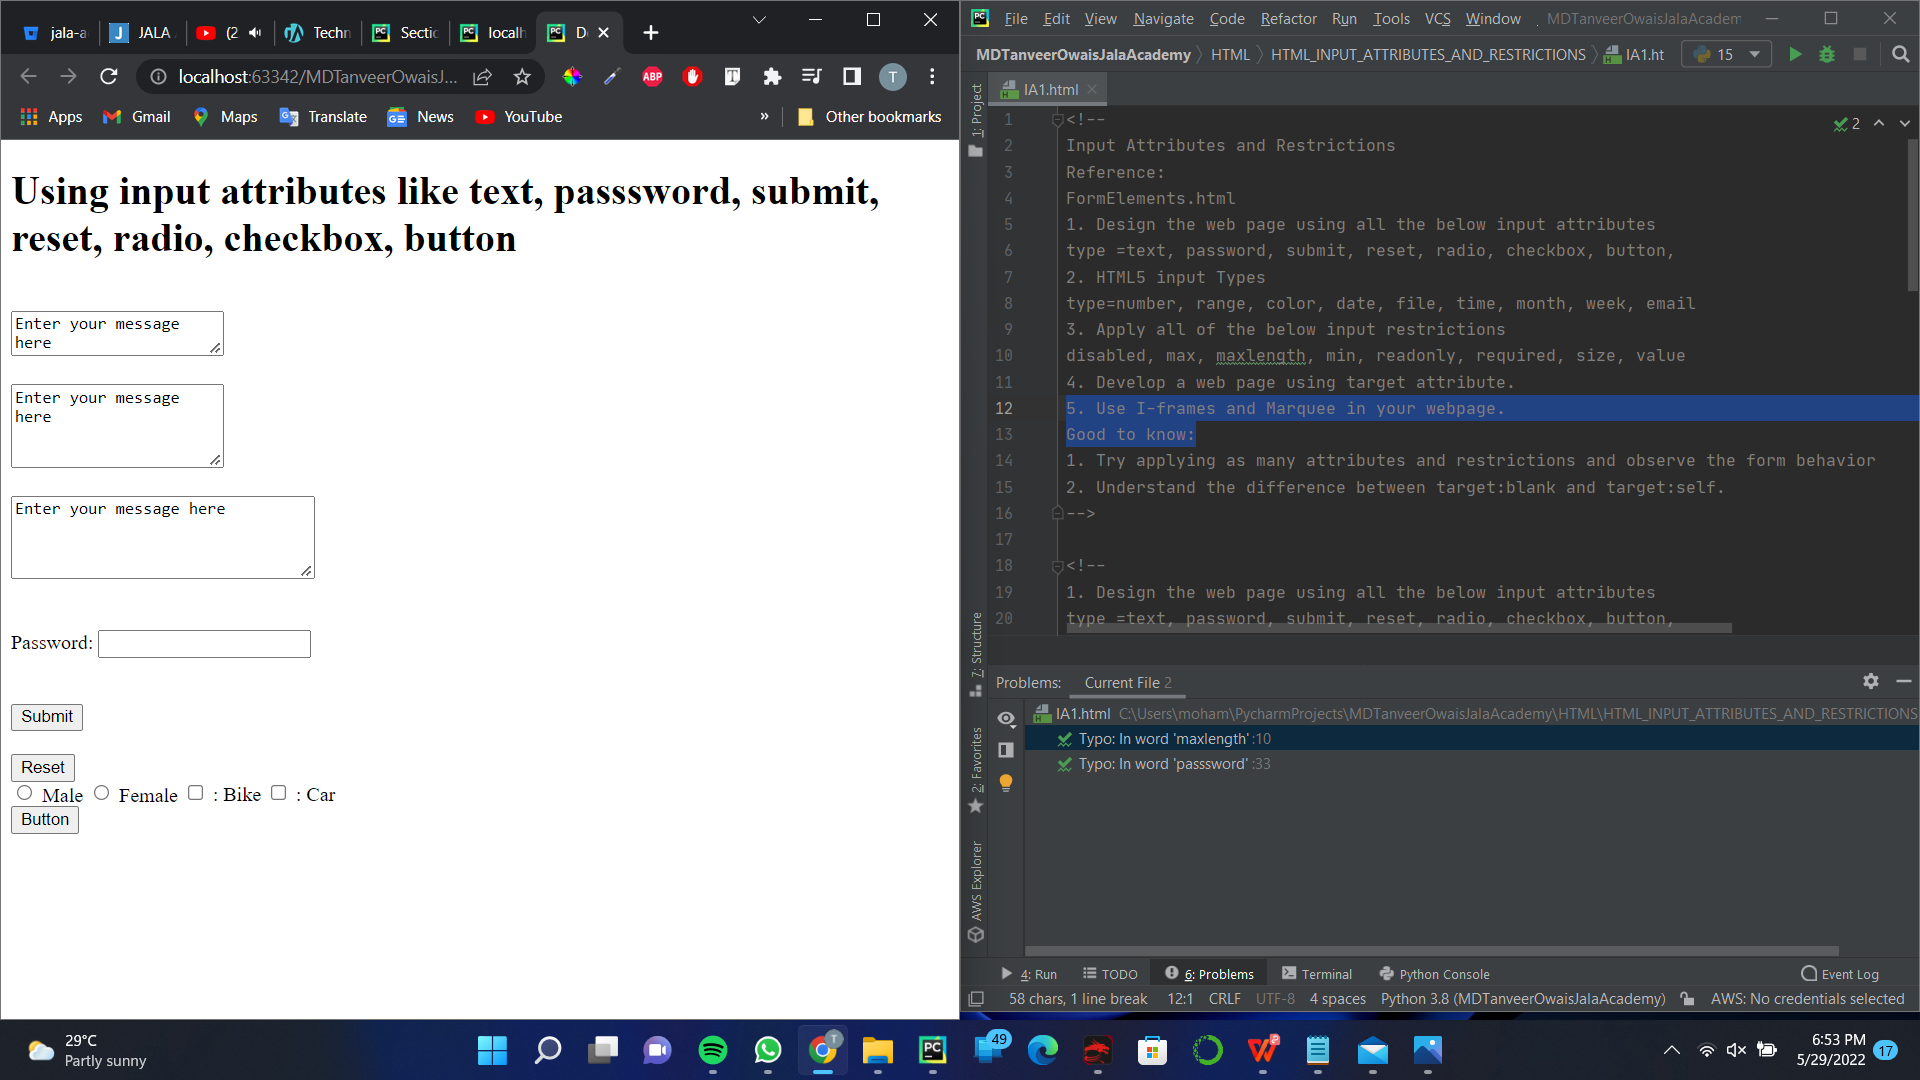 jala-a
JALA
(2
Techn
Sectic
localh
D
localhost:63342/MDTanveerOwaisJ...
ABP
T
Apps
Gmail
Maps
Translate
News
YouTube
»
Other bookmarks
Using input attributes like text, passsword, submit,
reset, radio, checkbox, button
Enter your message
here
Enter your message
here
Enter your message here
Password:
Submit
Reset
Male Female : Bike : Car
Button
File Edit View Navigate Code Refactor Run Tools VCS Window MDTanveerOwaisJalaAcadem
MDTanveerOwaisJalaAcademy HTML HTML_INPUT_ATTRIBUTES_AND_RESTRICTIONS IA1.ht 15
1: Project
IA1.html
2
1 <!--
2 Input Attributes and Restrictions
3 Reference:
4 FormElements.html
5 1. Design the web page using all the below input attributes
6 type =text, password, submit, reset, radio, checkbox, button,
7 2. HTML5 input Types
8 type=number, range, color, date, file, time, month, week, email
9 3. Apply all of the below input restrictions
10 disabled, max, maxlength, min, readonly, required, size, value
11 4. Develop a web page using target attribute.
12 5. Use I-frames and Marquee in your webpage.
13 Good to know:
14 1. Try applying as many attributes and restrictions and observe the form behavior
15 2. Understand the difference between target:blank and target:self.
16 -->
17
18 <!--
19 1. Design the web page using all the below input attributes
20 type =text, password, submit, reset, radio, checkbox, button,
7: Structure
2: Favorites
AWS Explorer
Problems: Current File 2
IA1.html C:\Users\moham\PycharmProjects\MDTanveerOwaisJalaAcademy\HTML\HTML_INPUT_ATTRIBUTES_AND_RESTRICTIONS
Typo: In word 'maxlength' :10
Typo: In word 'passsword' :33
4: Run TODO 6: Problems Terminal Python Console Event Log
58 chars, 1 line break 12:1 CRLF UTF-8 4 spaces Python 3.8 (MDTanveerOwaisJalaAcademy) AWS: No credentials selected
29°C
Partly sunny
T
PC
49
6:53 PM
5/29/2022
17